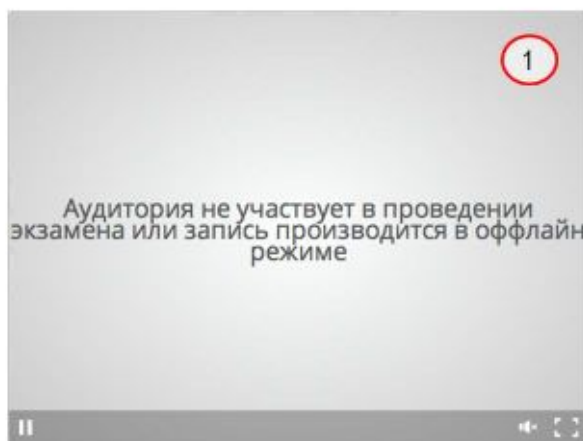 1
Аудитория не участвует в проведении
экзамена или запись производится в оффлайн
режиме